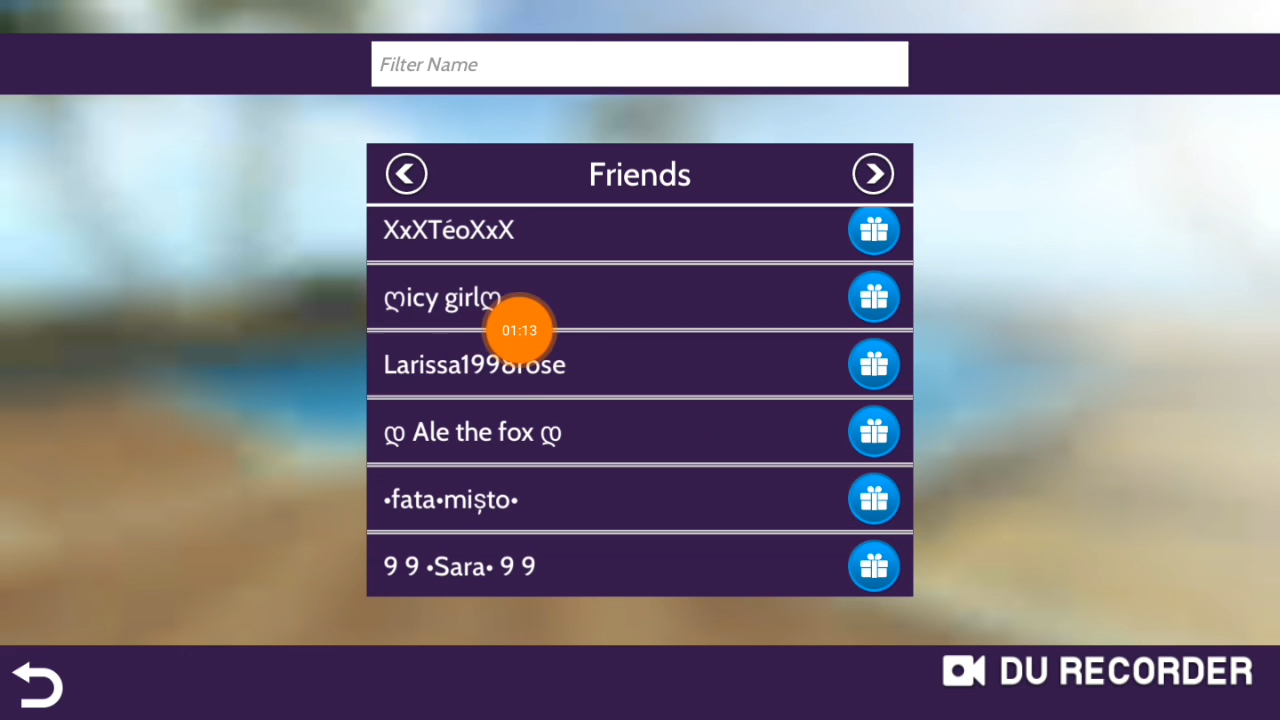 Filter Name
Friends
XxXTéoXxX
ღicy girlღ
01:13
Larissa1998rose
დ Ale the fox დ
•fata•mișto•
9 9 •Sara• 9 9
DU RECORDER